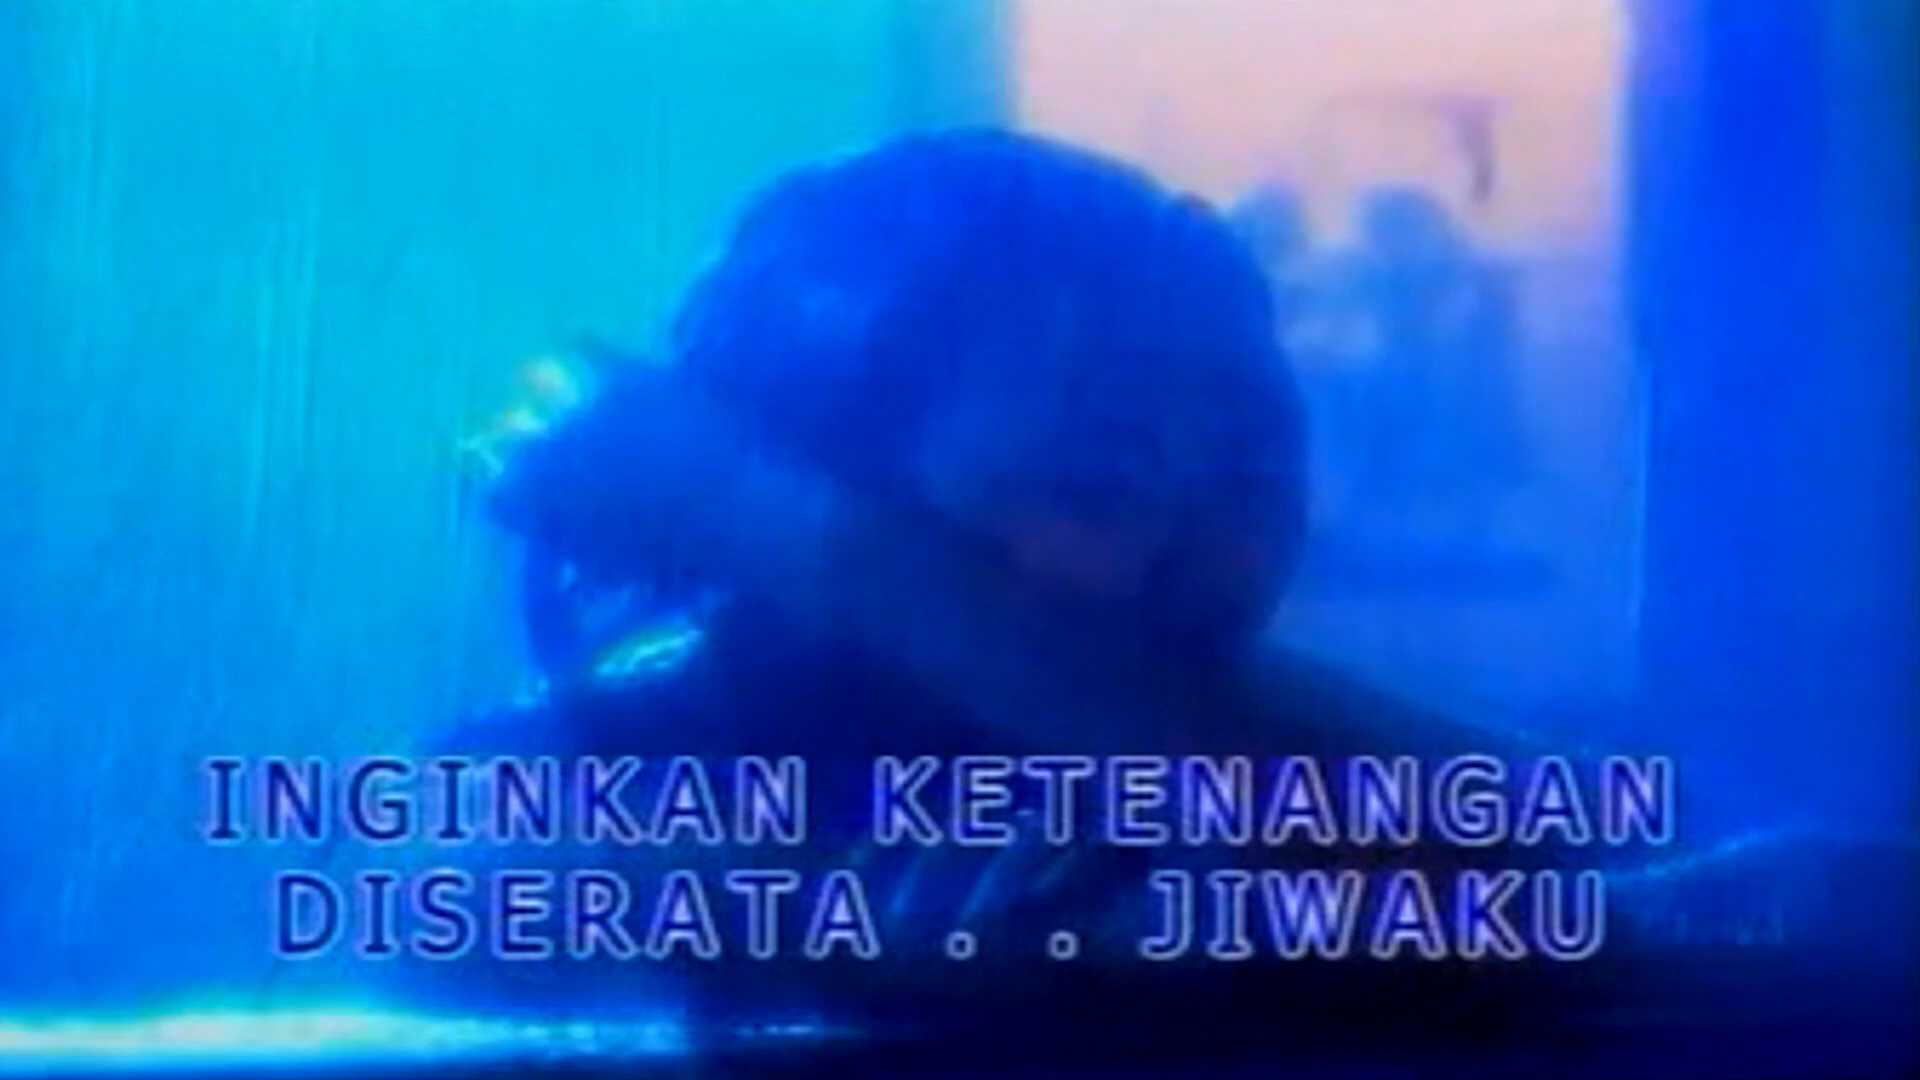 INGINKAN KETENANGAN
DISERATA . . JIWAKU